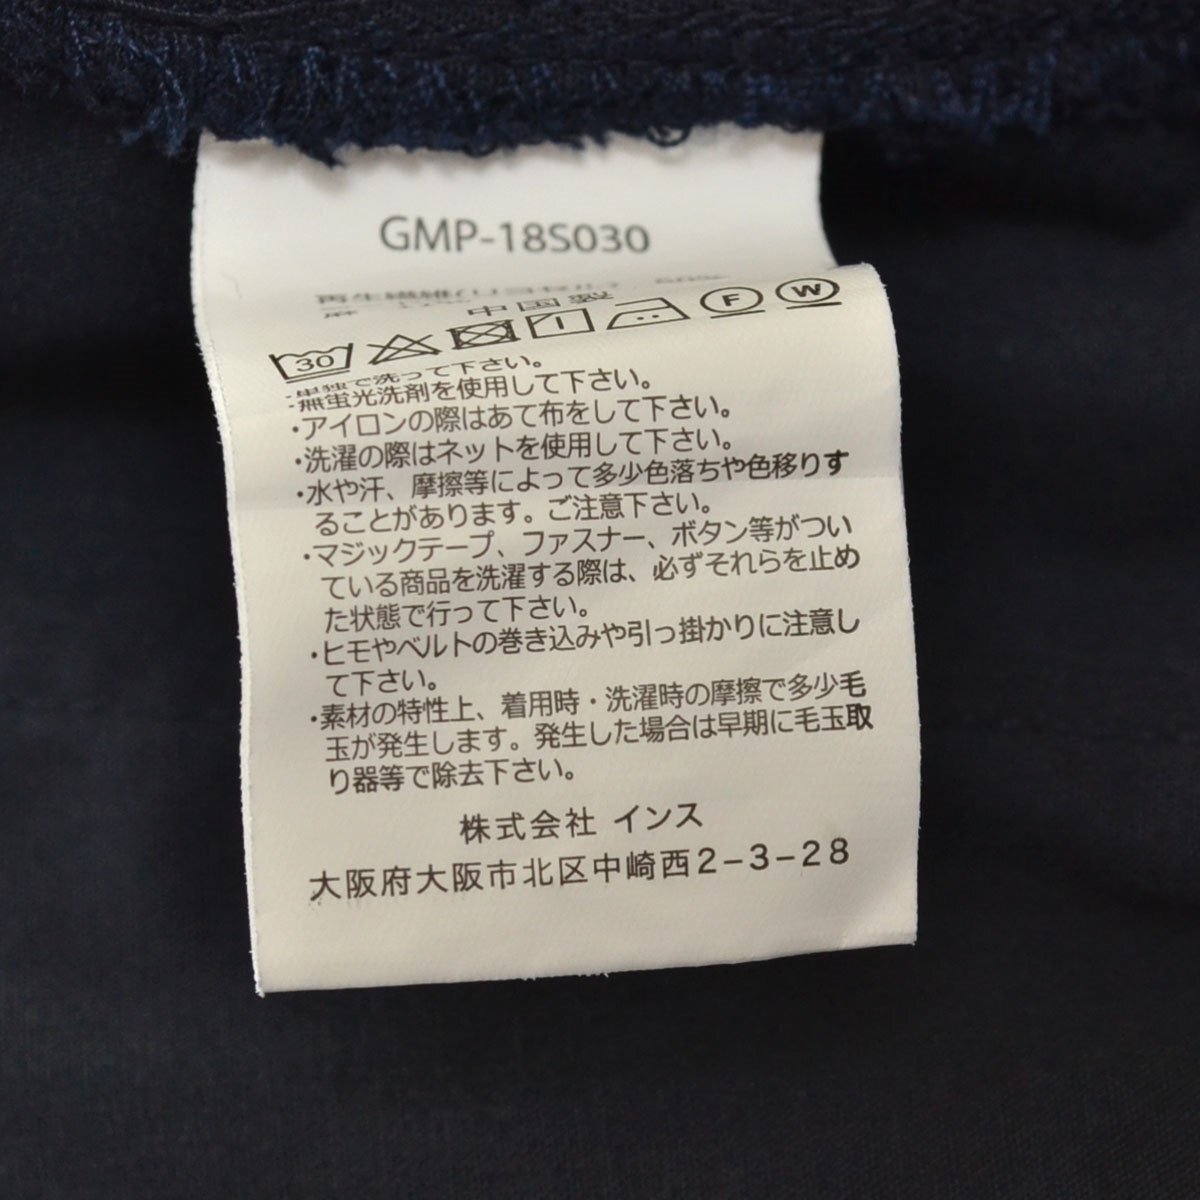 GMP-18S030
再生繊維(リヨセル)
麻
中国製
30 F W
・単独で洗って下さい。
・無蛍光洗剤を使用して下さい。
・アイロンの際はあて布をして下さい。
・洗濯の際はネットを使用して下さい。
・水や汗、摩擦等によって多少色落ちや色移りす
ることがあります。ご注意下さい。
・マジックテープ、ファスナー、ボタン等がつい
ている商品を洗濯する際は、必ずそれらを止め
た状態で行って下さい。
・ヒモやベルトの巻き込みや引っ掛かりに注意し
て下さい。
・素材の特性上、着用時・洗濯時の摩擦で多少毛
玉が発生します。発生した場合は早期に毛玉取
り器等で除去下さい。
株式会社 インス
大阪府大阪市北区中崎西2-3-28